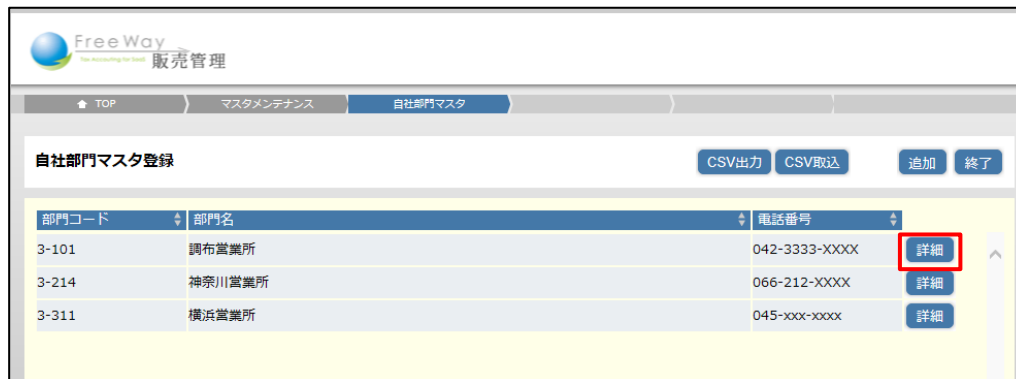 FreeWay
Tax Accounting for SaaS
販売管理
TOP
マスタメンテナンス
自社部門マスタ
自社部門マスタ登録
CSV出力 CSV取込 追加 終了
部門コード 部門名 電話番号
3-101 調布営業所 042-3333-XXXX 詳細
3-214 神奈川営業所 066-212-XXXX 詳細
3-311 横浜営業所 045-xxx-xxxx 詳細